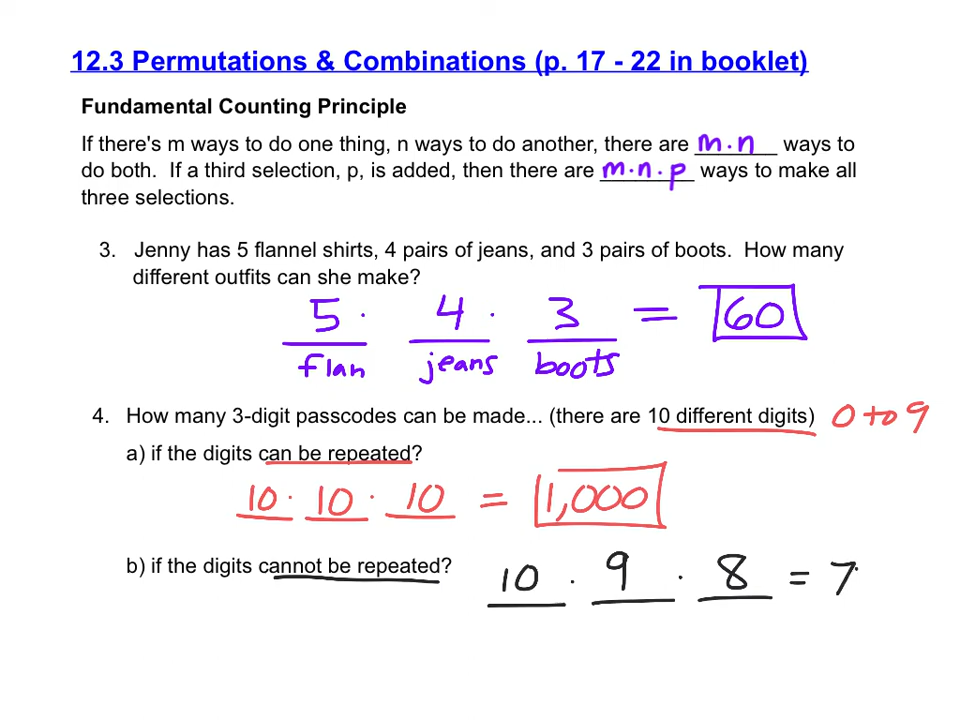 12.3 Permutations & Combinations (p. 17 - 22 in booklet)
Fundamental Counting Principle
If there's m ways to do one thing, n ways to do another, there are m·n ways to
do both. If a third selection, p, is added, then there are m·n·p ways to make all
three selections.
3. Jenny has 5 flannel shirts, 4 pairs of jeans, and 3 pairs of boots. How many
different outfits can she make?
5 · 4 · 3 = 60
flan jeans boots
4. How many 3-digit passcodes can be made... (there are 10 different digits) 0 to 9
a) if the digits can be repeated?
10 · 10 · 10 = 1,000
b) if the digits cannot be repeated?
10 · 9 · 8 = 7